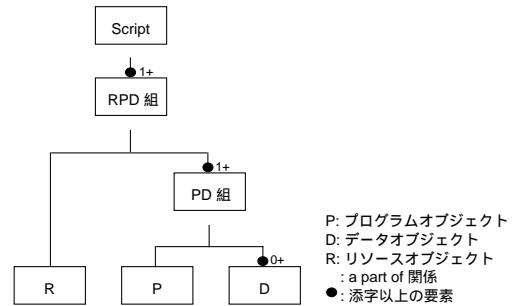 Script
1+
RPD 組
1+
PD 組
0+
R
P
D
P: プログラムオブジェクト
D: データオブジェクト
R: リソースオブジェクト
: a part of 関係
: 添字以上の要素